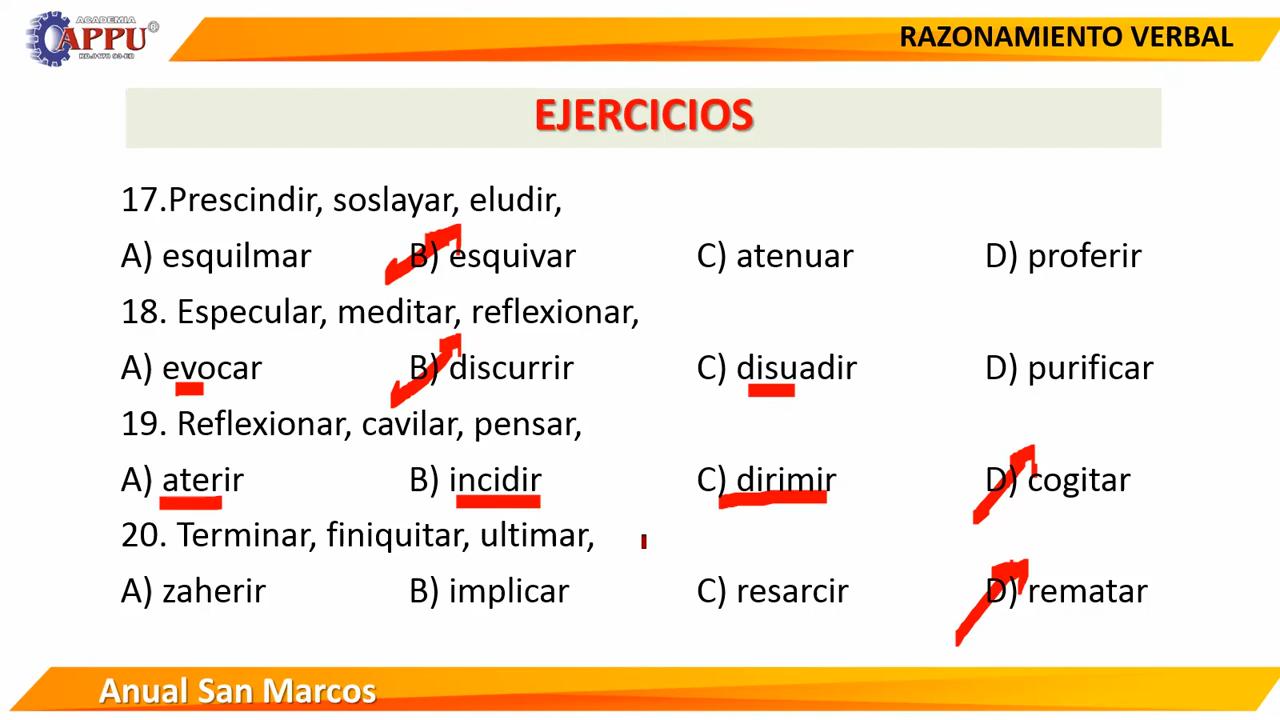 ACADEMIA
APPU®
RAZONAMIENTO VERBAL
EJERCICIOS
17.Prescindir, soslayar, eludir,
A) esquilmar B) esquivar C) atenuar D) proferir
18. Especular, meditar, reflexionar,
A) evocar B) discurrir C) disuadir D) purificar
19. Reflexionar, cavilar, pensar,
A) aterir B) incidir C) dirimir D) cogitar
20. Terminar, finiquitar, ultimar,
A) zaherir B) implicar C) resarcir D) rematar
Anual San Marcos